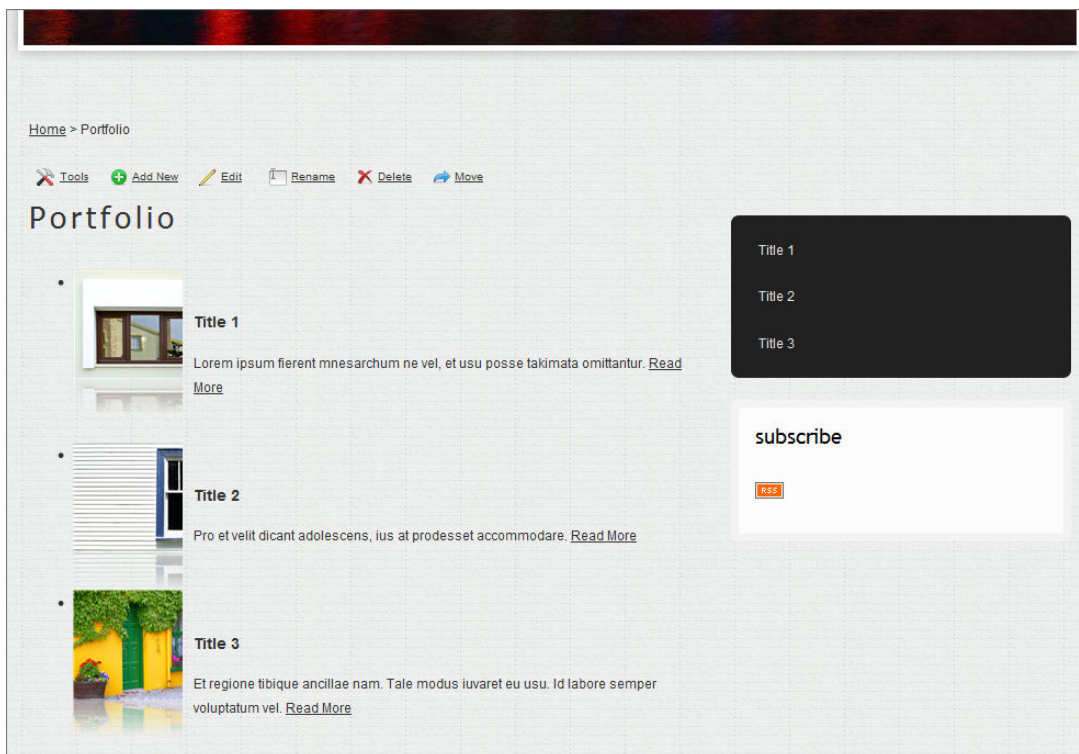 Home > Portfolio
Tools Add New Edit Rename Delete Move
Portfolio
Title 1
Lorem ipsum fierent mnesarchum ne vel, et usu posse takimata omittantur. Read
More
Title 2
Pro et velit dicant adolescens, ius at prodesset accommodare. Read More
Title 3
Et regione tibique ancillae nam. Tale modus iuvaret eu usu. Id labore semper
voluptatum vel. Read More
Title 1
Title 2
Title 3
subscribe
RSS